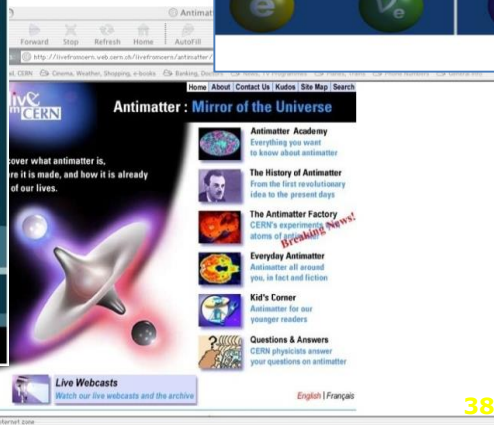 Antimat
e
νe
Forward Stop Refresh Home AutoFill
http://livefromcern.web.cern.ch/livefromcern/antimatter/
CERN Cinema, Weather, Shopping, e-books Banking,
Home About Contact Us Kudos Site Map Search
live
CERN
Antimatter : Mirror of the Universe
cover what antimatter is,
re it is made, and how it is already
of our lives.
Antimatter Academy
Everything you want
to know about antimatter
The History of Antimatter
From the first revolutionary
idea to the present days
The Antimatter Factory
CERN's experiments
atoms of
Breaking News!
Everyday Antimatter
Antimatter all around
you, in fact and fiction
Kid's Corner
Antimatter for our
younger readers
Questions & Answers
CERN physicists answer
your questions on antimatter
Live Webcasts
Watch our live webcasts and the archive
English | Français
38
nternet zone